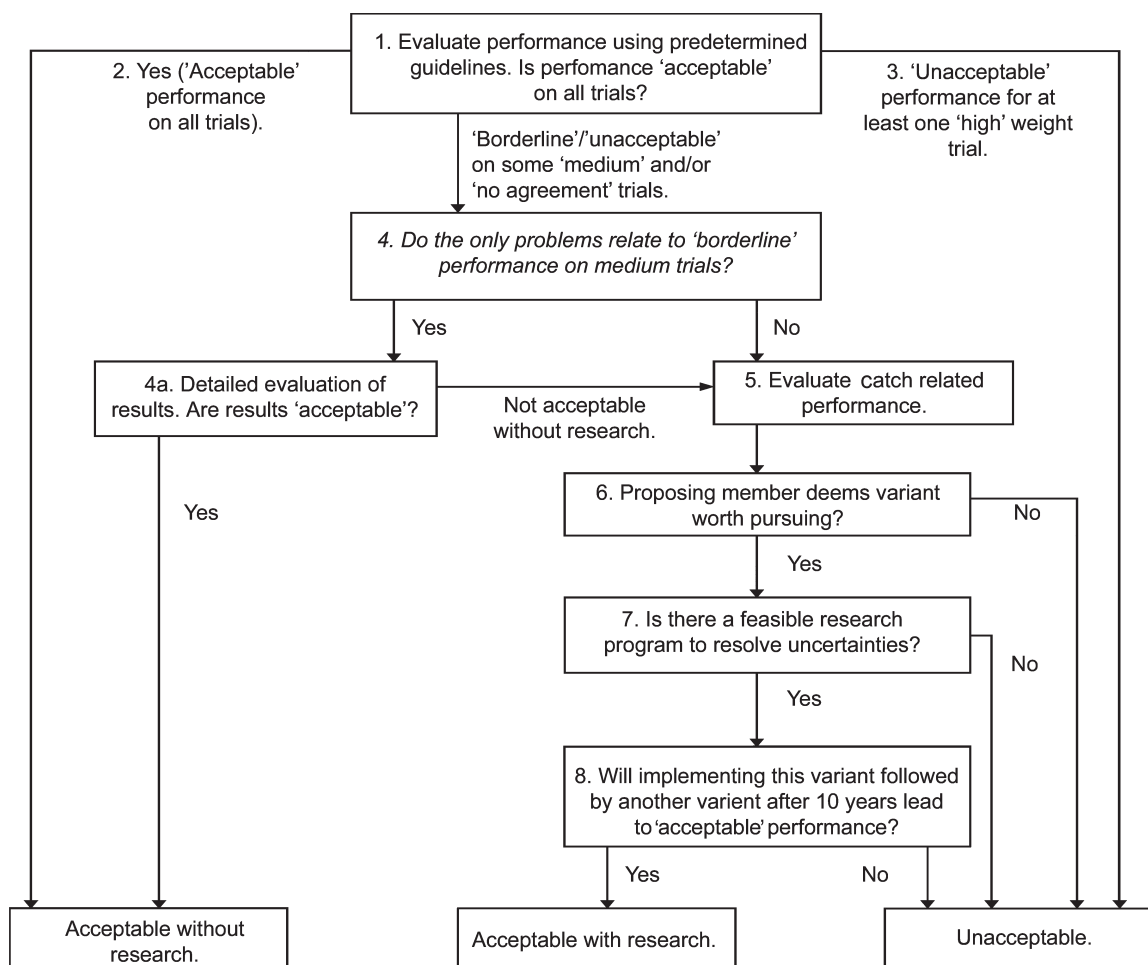 1. Evaluate performance using predetermined
guidelines. Is perfomance ‘acceptable’
on all trials?
2. Yes (’Acceptable’
performance
on all trials).
3. ‘Unacceptable’
performance for at
least one ‘high’ weight
trial.
‘Borderline’/’unacceptable’
on some ‘medium’ and/or
‘no agreement’ trials.
4. Do the only problems relate to ‘borderline’
performance on medium trials?
Yes
No
4a. Detailed evaluation of
results. Are results ‘acceptable’?
Not acceptable
without research.
5. Evaluate catch related
performance.
Yes
6. Proposing member deems variant
worth pursuing?
No
Yes
7. Is there a feasible research
program to resolve uncertainties?
No
Yes
8. Will implementing this variant followed
by another varient after 10 years lead
to ‘acceptable’ performance?
Yes
No
Acceptable without
research.
Acceptable with research.
Unacceptable.